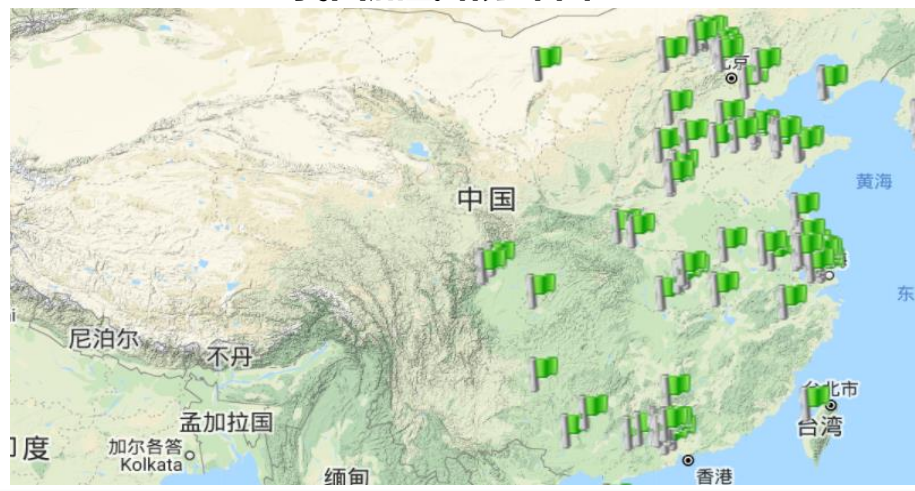 京
黄海
中国
东
尼泊尔
不丹
台北市
孟加拉国
台湾
度
加尔各答
Kolkata
缅甸
香港